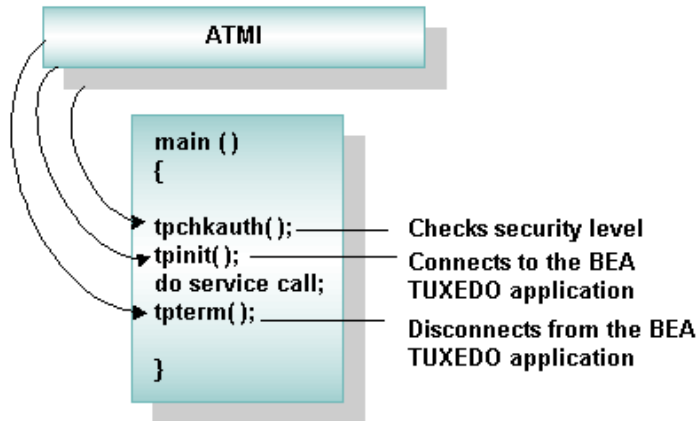 ATMI
main ()
{
tpchkauth();
Checks security level
tpinit();
Connects to the BEA
TUXEDO application
do service call;
tpterm();
Disconnects from the BEA
TUXEDO application
}